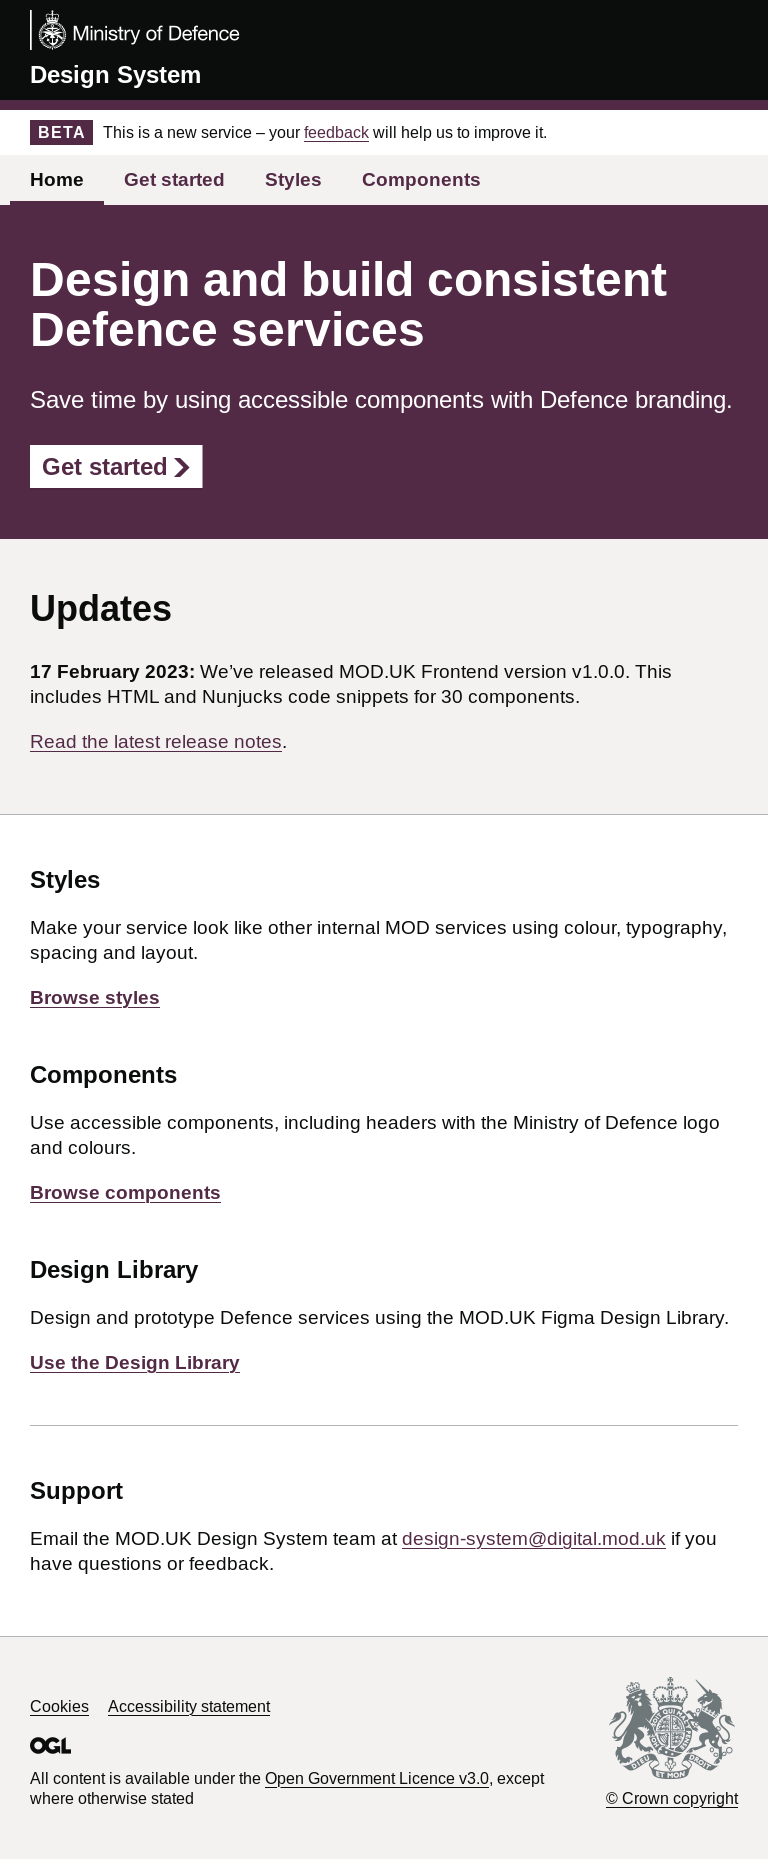 Ministry of Defence
Design System
BETA This is a new service – your feedback will help us to improve it.
Home Get started Styles Components
Design and build consistent
Defence services
Save time by using accessible components with Defence branding.
Get started
Updates
17 February 2023: We’ve released MOD.UK Frontend version v1.0.0. This
includes HTML and Nunjucks code snippets for 30 components.
Read the latest release notes.
Styles
Make your service look like other internal MOD services using colour, typography,
spacing and layout.
Browse styles
Components
Use accessible components, including headers with the Ministry of Defence logo
and colours.
Browse components
Design Library
Design and prototype Defence services using the MOD.UK Figma Design Library.
Use the Design Library
Support
Email the MOD.UK Design System team at design-system@digital.mod.uk if you
have questions or feedback.
Cookies Accessibility statement
OGL
All content is available under the Open Government Licence v3.0, except
where otherwise stated
DIEU ET MON DROIT
© Crown copyright